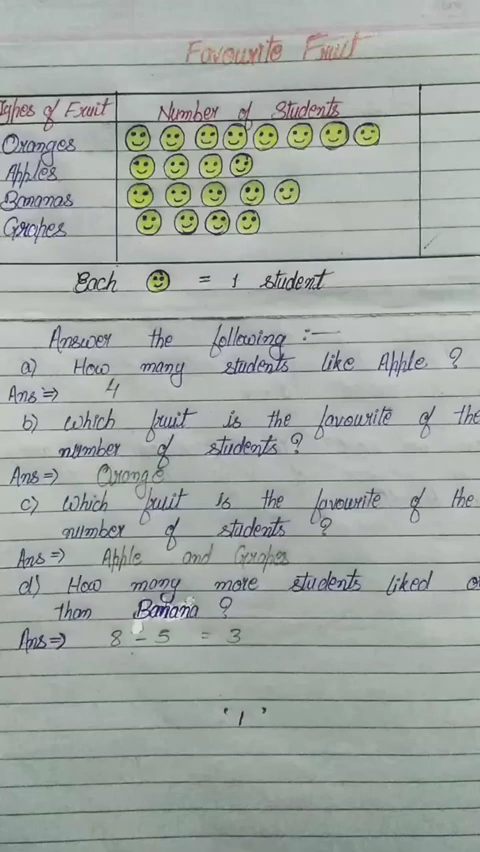 Favourite Fruit
Types of Fruit Number of Students
Oranges
Apples
Bananas
Grapes
Each = 1 student
Answer the following :—
a) How many students like Apple ?
Ans => 4
b) Which fruit is the favourite of the
number of students ?
Ans => Orange
c) Which fruit is the favourite of the
number of students ?
Ans => Apple and Grapes
d) How many more students liked
than Banana ?
Ans => 8 - 5 = 3
' 1 '